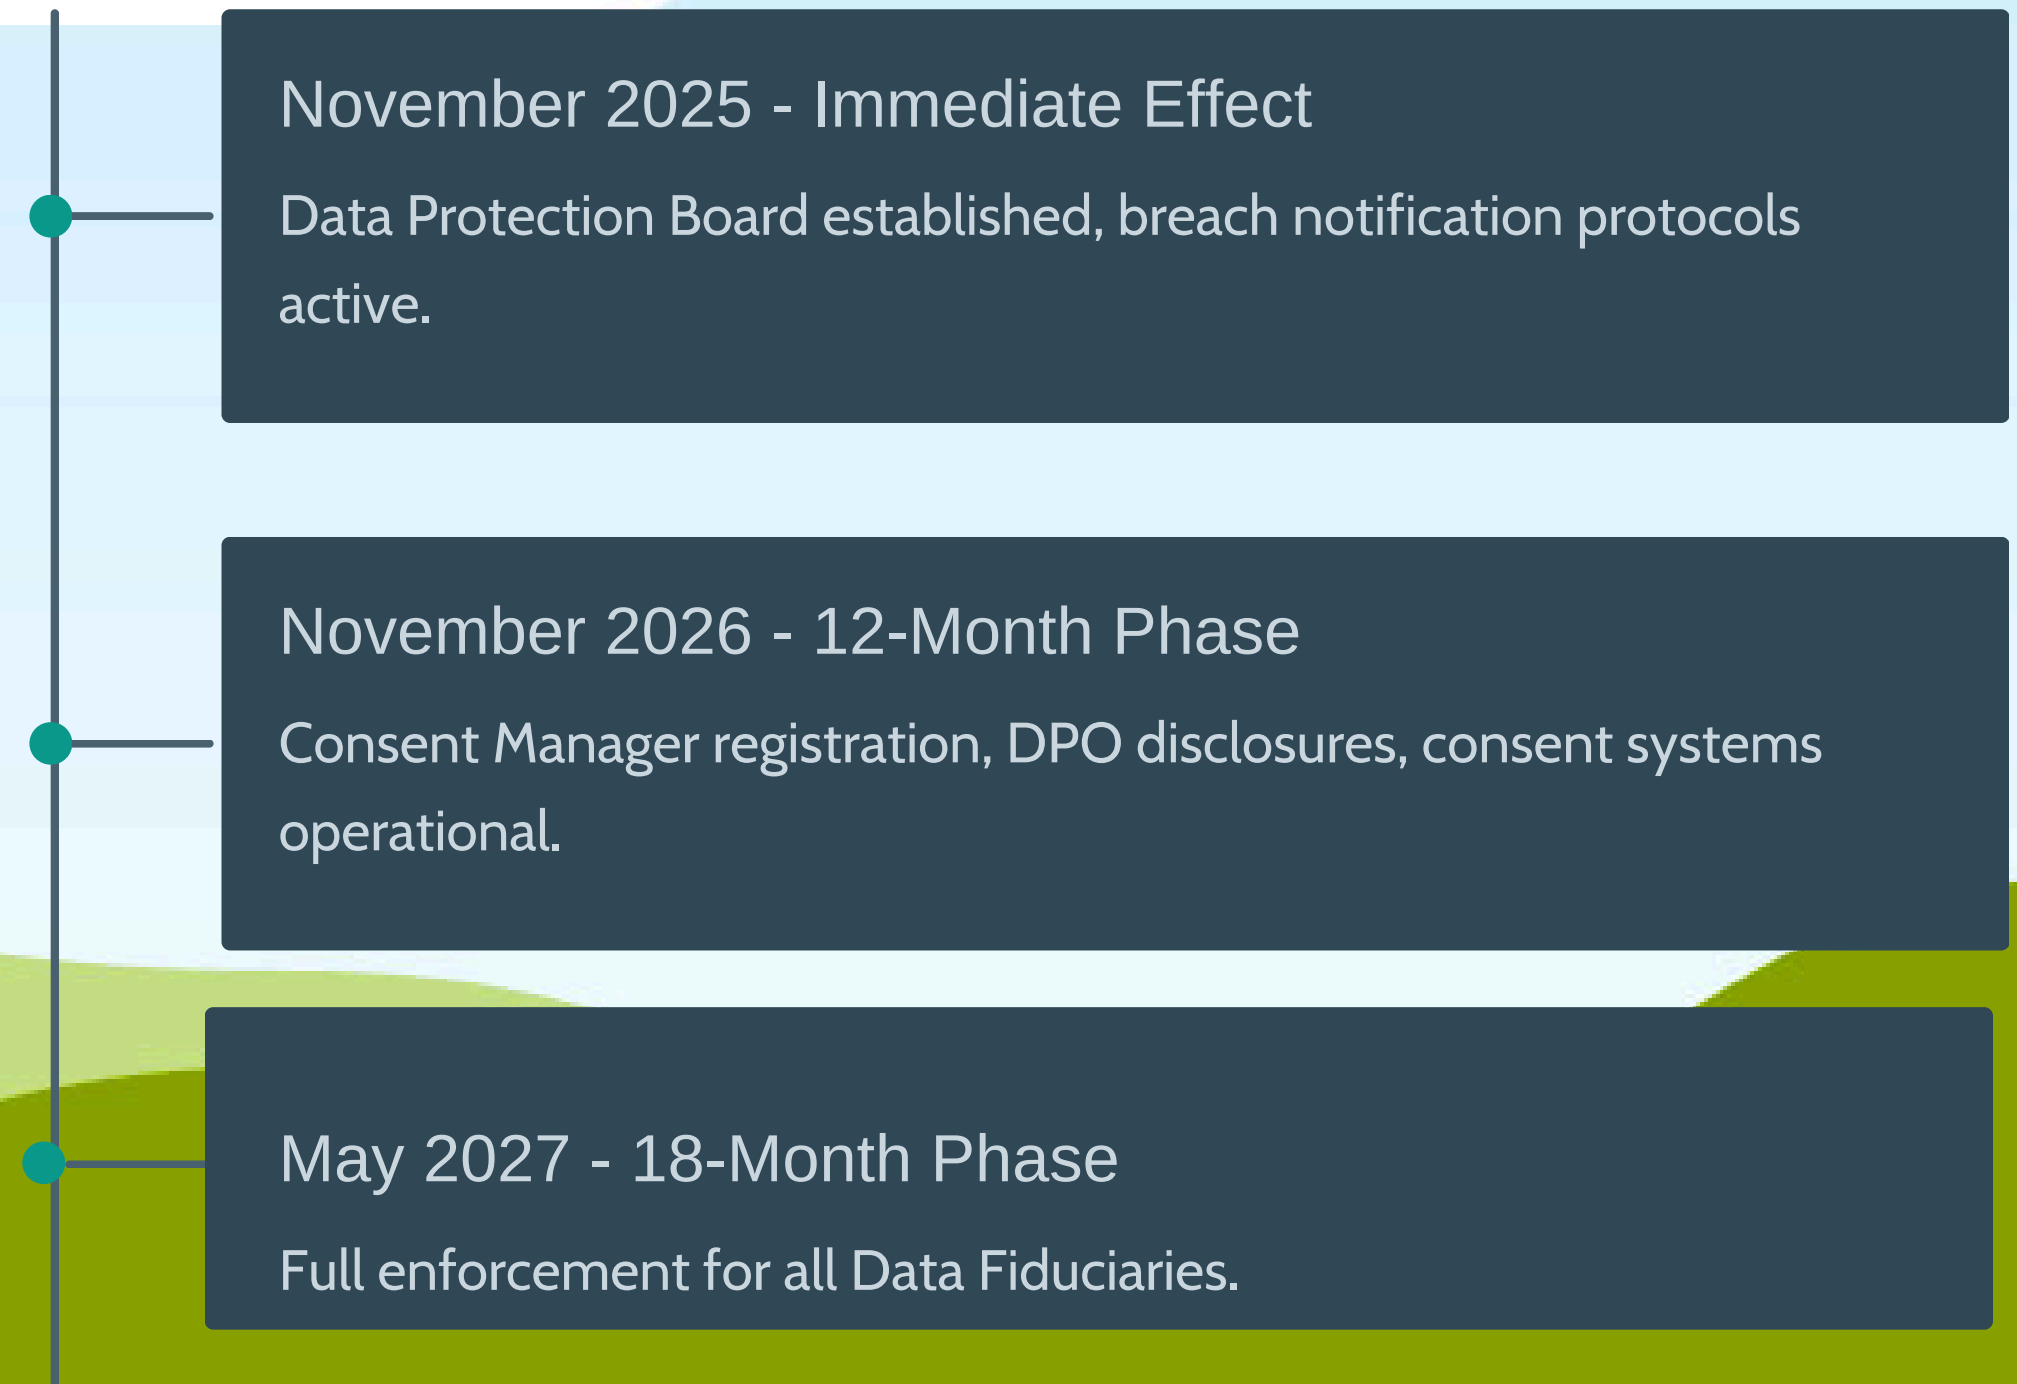 November 2025 - Immediate Effect
Data Protection Board established, breach notification protocols
active.
November 2026 - 12-Month Phase
Consent Manager registration, DPO disclosures, consent systems
operational.
May 2027 - 18-Month Phase
Full enforcement for all Data Fiduciaries.